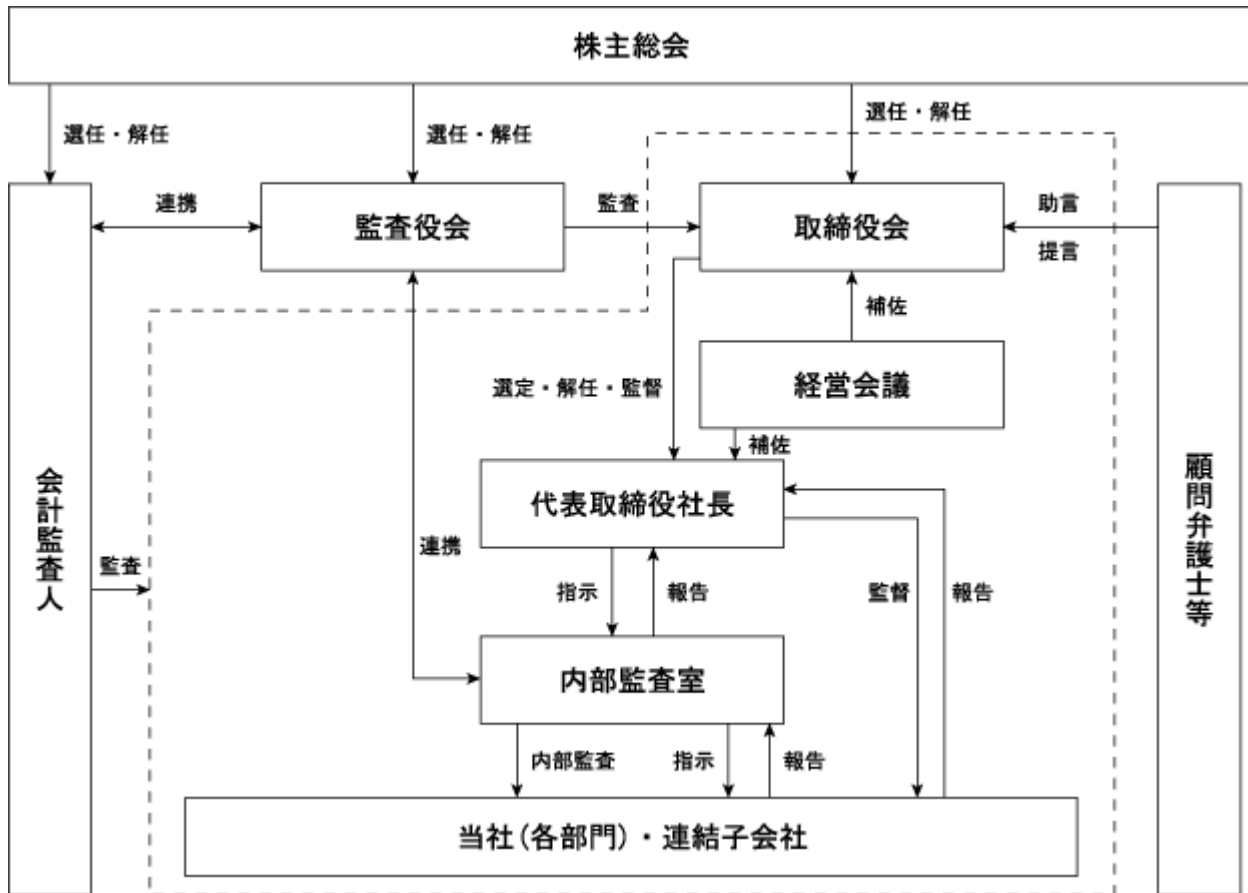 株主総会
選任・解任
選任・解任
選任・解任
連携
監査役会
監査
取締役会
助言
提言
補佐
選定・解任・監督
経営会議
補佐
会計監査人
代表取締役社長
顧問弁護士等
連携
監査
指示
報告
監督
報告
内部監査室
内部監査
指示
報告
当社(各部門)・連結子会社